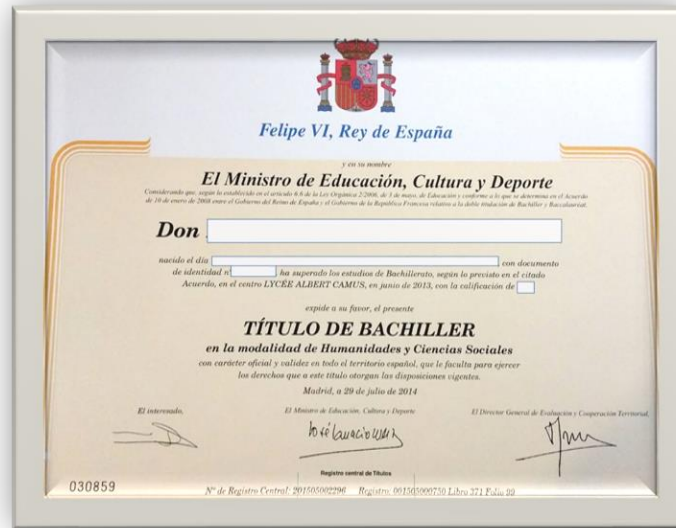 Felipe VI, Rey de España
y en su nombre
El Ministro de Educación, Cultura y Deporte
Considerando que, según lo establecido en el artículo 6.6 de la Ley Orgánica 2/2006, de 3 de mayo, de Educación y conforme a lo que se determina en el Acuerdo
de 10 de enero de 2008 entre el Gobierno del Reino de España y el Gobierno de la República Francesa relativo a la doble titulación de Bachiller y Baccalauréat,
Don
nacido el día con documento
de identidad nº ha superado los estudios de Bachillerato, según lo previsto en el citado
Acuerdo, en el centro LYCÉE ALBERT CAMUS, en junio de 2013, con la calificación de
expide a su favor, el presente
TÍTULO DE BACHILLER
en la modalidad de Humanidades y Ciencias Sociales
con carácter oficial y validez en todo el territorio español, que le faculta para ejercer
los derechos que a este título otorgan las disposiciones vigentes.
Madrid, a 29 de julio de 2014
El interesado, El Ministro de Educación, Cultura y Deporte El Director General de Evaluación y Cooperación Territorial,
Registro central de Títulos
030859 Nº de Registro Central: 201505002296 Registro: 001505000750 Libro 371 Folio 99